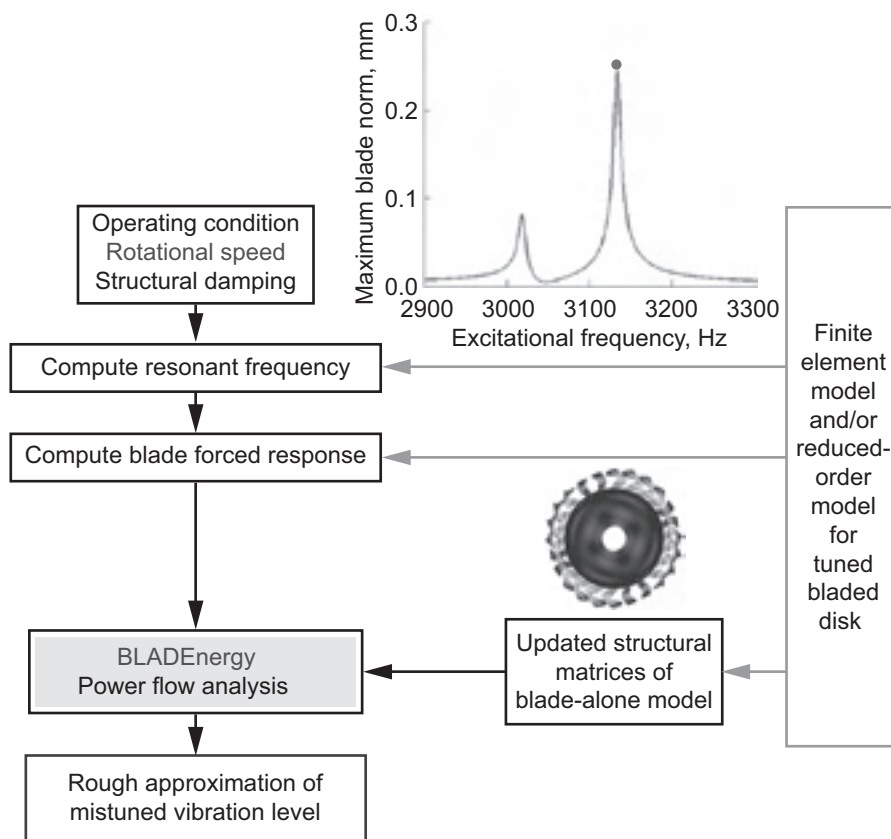 0.3
0.2
0.1
0.0
Maximum blade norm, mm
2900 3000 3100 3200 3300
Excitational frequency, Hz
Operating condition
Rotational speed
Structural damping
Compute resonant frequency
Compute blade forced response
BLADEnergy
Power flow analysis
Rough approximation of
mistuned vibration level
Updated structural
matrices of
blade-alone model
Finite
element
model
and/or
reduced-
order
model
for
tuned
bladed
disk